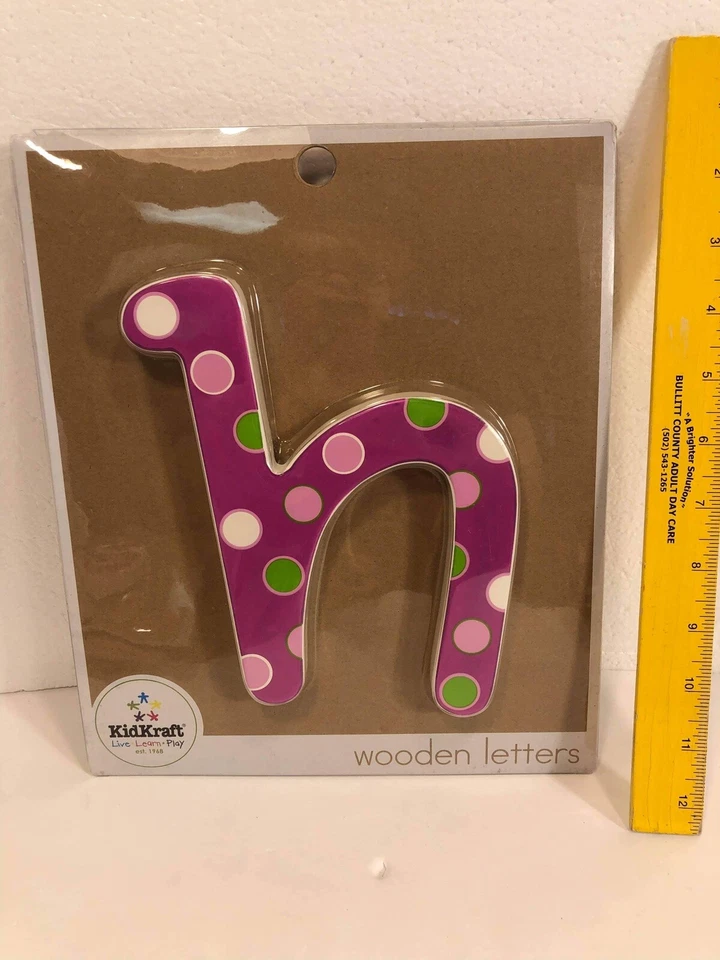 h
KidKraft®
Live·Learn·Play
est. 1968
wooden letters
"A Brighter Solution"
BULLITT COUNTY ADULT DAY CARE
(502) 543-1265
2
3
4
5
6
7
8
9
10
11
12